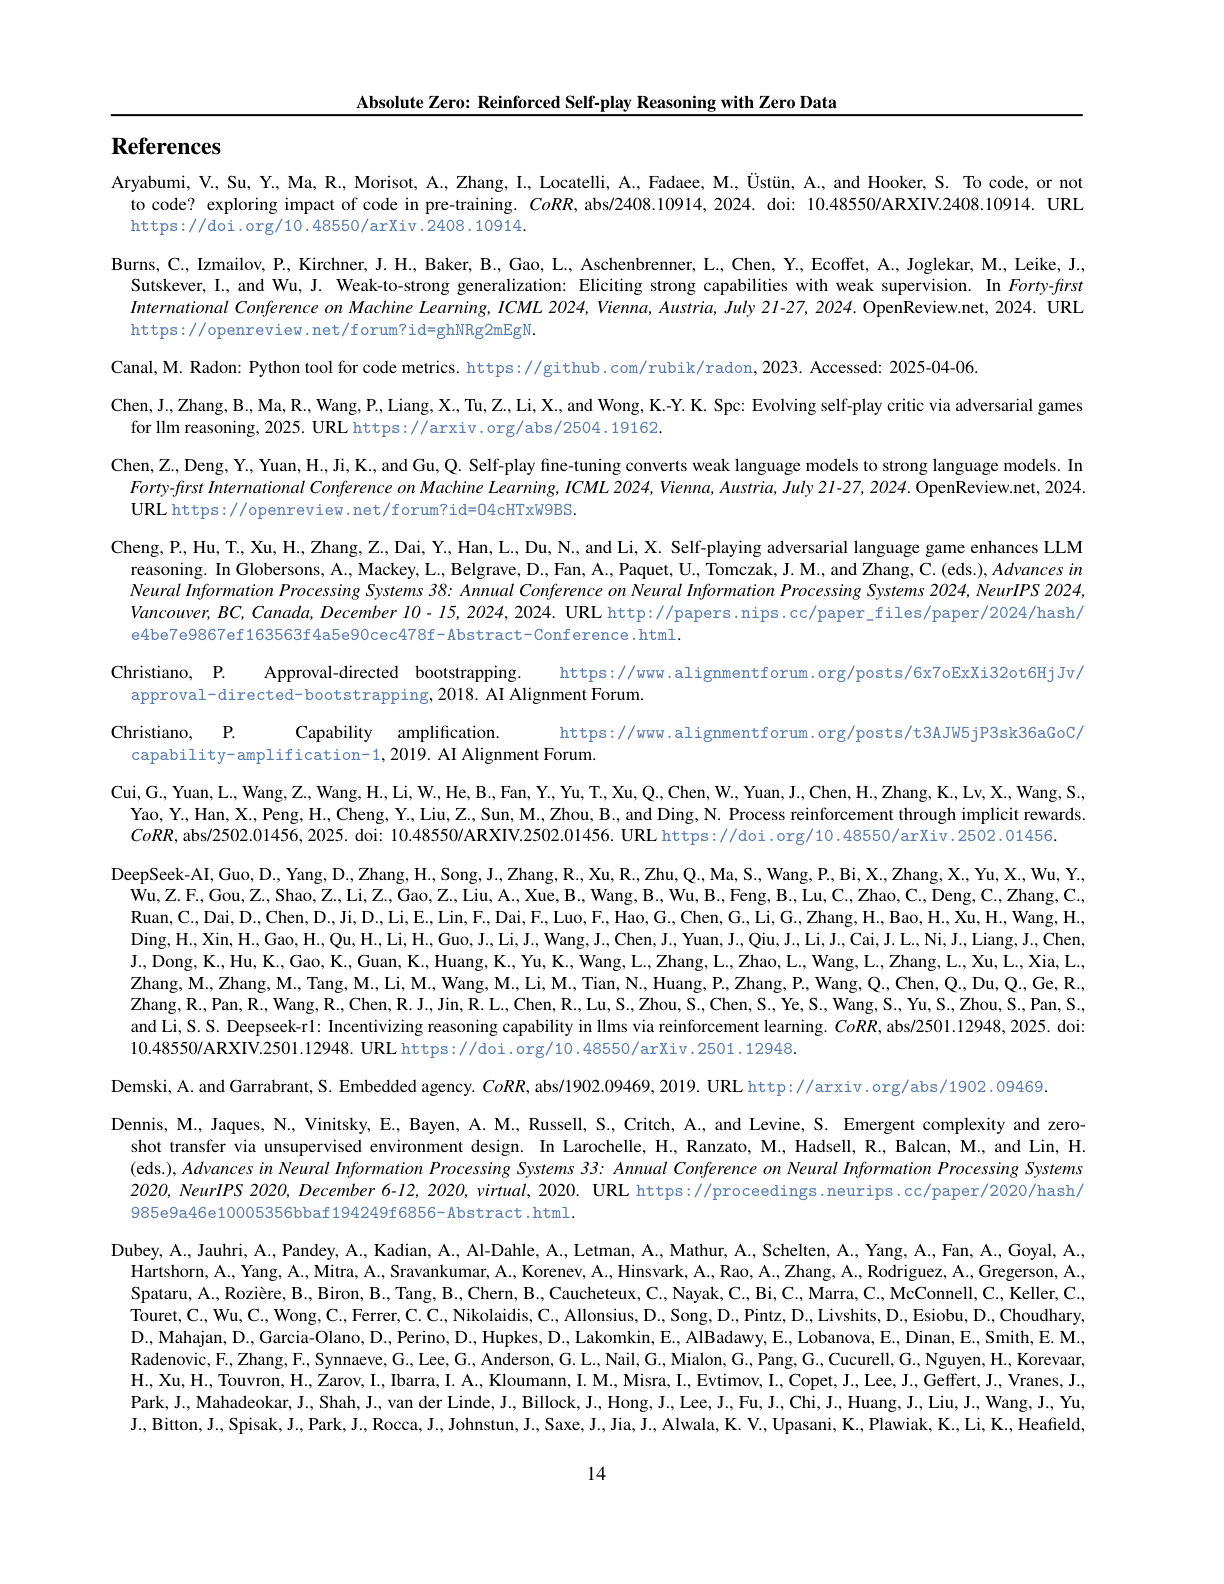 Absolute Zero: Reinforced Self-play Reasoning with Zero Data
References
Aryabumi, V., Su, Y., Ma, R., Morisot, A., Zhang, I., Locatelli, A., Fadaee, M., Üstün, A., and Hooker, S. To code, or not
to code? exploring impact of code in pre-training. CoRR, abs/2408.10914, 2024. doi: 10.48550/ARXIV.2408.10914. URL
https://doi.org/10.48550/arXiv.2408.10914.
Burns, C., Izmailov, P., Kirchner, J. H., Baker, B., Gao, L., Aschenbrenner, L., Chen, Y., Ecoffet, A., Joglekar, M., Leike, J.,
Sutskever, I., and Wu, J. Weak-to-strong generalization: Eliciting strong capabilities with weak supervision. In Forty-first
International Conference on Machine Learning, ICML 2024, Vienna, Austria, July 21-27, 2024. OpenReview.net, 2024. URL
https://openreview.net/forum?id=ghNRg2mEgN.
Canal, M. Radon: Python tool for code metrics. https://github.com/rubik/radon, 2023. Accessed: 2025-04-06.
Chen, J., Zhang, B., Ma, R., Wang, P., Liang, X., Tu, Z., Li, X., and Wong, K.-Y. K. Spc: Evolving self-play critic via adversarial games
for llm reasoning, 2025. URL https://arxiv.org/abs/2504.19162.
Chen, Z., Deng, Y., Yuan, H., Ji, K., and Gu, Q. Self-play fine-tuning converts weak language models to strong language models. In
Forty-first International Conference on Machine Learning, ICML 2024, Vienna, Austria, July 21-27, 2024. OpenReview.net, 2024.
URL https://openreview.net/forum?id=O4cHTxW9BS.
Cheng, P., Hu, T., Xu, H., Zhang, Z., Dai, Y., Han, L., Du, N., and Li, X. Self-playing adversarial language game enhances LLM
reasoning. In Globersons, A., Mackey, L., Belgrave, D., Fan, A., Paquet, U., Tomczak, J. M., and Zhang, C. (eds.), Advances in
Neural Information Processing Systems 38: Annual Conference on Neural Information Processing Systems 2024, NeurIPS 2024,
Vancouver, BC, Canada, December 10 - 15, 2024, 2024. URL http://papers.nips.cc/paper_files/paper/2024/hash/
e4be7e9867ef163563f4a5e90cec478f-Abstract-Conference.html.
Christiano, P. Approval-directed bootstrapping. https://www.alignmentforum.org/posts/6x7oExXi32ot6HjJv/
approval-directed-bootstrapping, 2018. AI Alignment Forum.
Christiano, P. Capability amplification. https://www.alignmentforum.org/posts/t3AJW5jP3sk36aGoC/
capability-amplification-1, 2019. AI Alignment Forum.
Cui, G., Yuan, L., Wang, Z., Wang, H., Li, W., He, B., Fan, Y., Yu, T., Xu, Q., Chen, W., Yuan, J., Chen, H., Zhang, K., Lv, X., Wang, S.,
Yao, Y., Han, X., Peng, H., Cheng, Y., Liu, Z., Sun, M., Zhou, B., and Ding, N. Process reinforcement through implicit rewards.
CoRR, abs/2502.01456, 2025. doi: 10.48550/ARXIV.2502.01456. URL https://doi.org/10.48550/arXiv.2502.01456.
DeepSeek-AI, Guo, D., Yang, D., Zhang, H., Song, J., Zhang, R., Xu, R., Zhu, Q., Ma, S., Wang, P., Bi, X., Zhang, X., Yu, X., Wu, Y.,
Wu, Z. F., Gou, Z., Shao, Z., Li, Z., Gao, Z., Liu, A., Xue, B., Wang, B., Wu, B., Feng, B., Lu, C., Zhao, C., Deng, C., Zhang, C.,
Ruan, C., Dai, D., Chen, D., Ji, D., Li, E., Lin, F., Dai, F., Luo, F., Hao, G., Chen, G., Li, G., Zhang, H., Bao, H., Xu, H., Wang, H.,
Ding, H., Xin, H., Gao, H., Qu, H., Li, H., Guo, J., Li, J., Wang, J., Chen, J., Yuan, J., Qiu, J., Li, J., Cai, J. L., Ni, J., Liang, J., Chen,
J., Dong, K., Hu, K., Gao, K., Guan, K., Huang, K., Yu, K., Wang, L., Zhang, L., Zhao, L., Wang, L., Zhang, L., Xu, L., Xia, L.,
Zhang, M., Zhang, M., Tang, M., Li, M., Wang, M., Li, M., Tian, N., Huang, P., Zhang, P., Wang, Q., Chen, Q., Du, Q., Ge, R.,
Zhang, R., Pan, R., Wang, R., Chen, R. J., Jin, R. L., Chen, R., Lu, S., Zhou, S., Chen, S., Ye, S., Wang, S., Yu, S., Zhou, S., Pan, S.,
and Li, S. S. Deepseek-r1: Incentivizing reasoning capability in llms via reinforcement learning. CoRR, abs/2501.12948, 2025. doi:
10.48550/ARXIV.2501.12948. URL https://doi.org/10.48550/arXiv.2501.12948.
Demski, A. and Garrabrant, S. Embedded agency. CoRR, abs/1902.09469, 2019. URL http://arxiv.org/abs/1902.09469.
Dennis, M., Jaques, N., Vinitsky, E., Bayen, A. M., Russell, S., Critch, A., and Levine, S. Emergent complexity and zero-
shot transfer via unsupervised environment design. In Larochelle, H., Ranzato, M., Hadsell, R., Balcan, M., and Lin, H.
(eds.), Advances in Neural Information Processing Systems 33: Annual Conference on Neural Information Processing Systems
2020, NeurIPS 2020, December 6-12, 2020, virtual, 2020. URL https://proceedings.neurips.cc/paper/2020/hash/
985e9a46e10005356bbaf194249f6856-Abstract.html.
Dubey, A., Jauhri, A., Pandey, A., Kadian, A., Al-Dahle, A., Letman, A., Mathur, A., Schelten, A., Yang, A., Fan, A., Goyal, A.,
Hartshorn, A., Yang, A., Mitra, A., Sravankumar, A., Korenev, A., Hinsvark, A., Rao, A., Zhang, A., Rodriguez, A., Gregerson, A.,
Spataru, A., Rozière, B., Biron, B., Tang, B., Chern, B., Caucheteux, C., Nayak, C., Bi, C., Marra, C., McConnell, C., Keller, C.,
Touret, C., Wu, C., Wong, C., Ferrer, C. C., Nikolaidis, C., Allonsius, D., Song, D., Pintz, D., Livshits, D., Esiobu, D., Choudhary,
D., Mahajan, D., Garcia-Olano, D., Perino, D., Hupkes, D., Lakomkin, E., AlBadawy, E., Lobanova, E., Dinan, E., Smith, E. M.,
Radenovic, F., Zhang, F., Synnaeve, G., Lee, G., Anderson, G. L., Nail, G., Mialon, G., Pang, G., Cucurell, G., Nguyen, H., Korevaar,
H., Xu, H., Touvron, H., Zarov, I., Ibarra, I. A., Kloumann, I. M., Misra, I., Evtimov, I., Copet, J., Lee, J., Geffert, J., Vranes, J.,
Park, J., Mahadeokar, J., Shah, J., van der Linde, J., Billock, J., Hong, J., Lee, J., Fu, J., Chi, J., Huang, J., Liu, J., Wang, J., Yu,
J., Bitton, J., Spisak, J., Park, J., Rocca, J., Johnstun, J., Saxe, J., Jia, J., Alwala, K. V., Upasani, K., Plawiak, K., Li, K., Heafield,
14